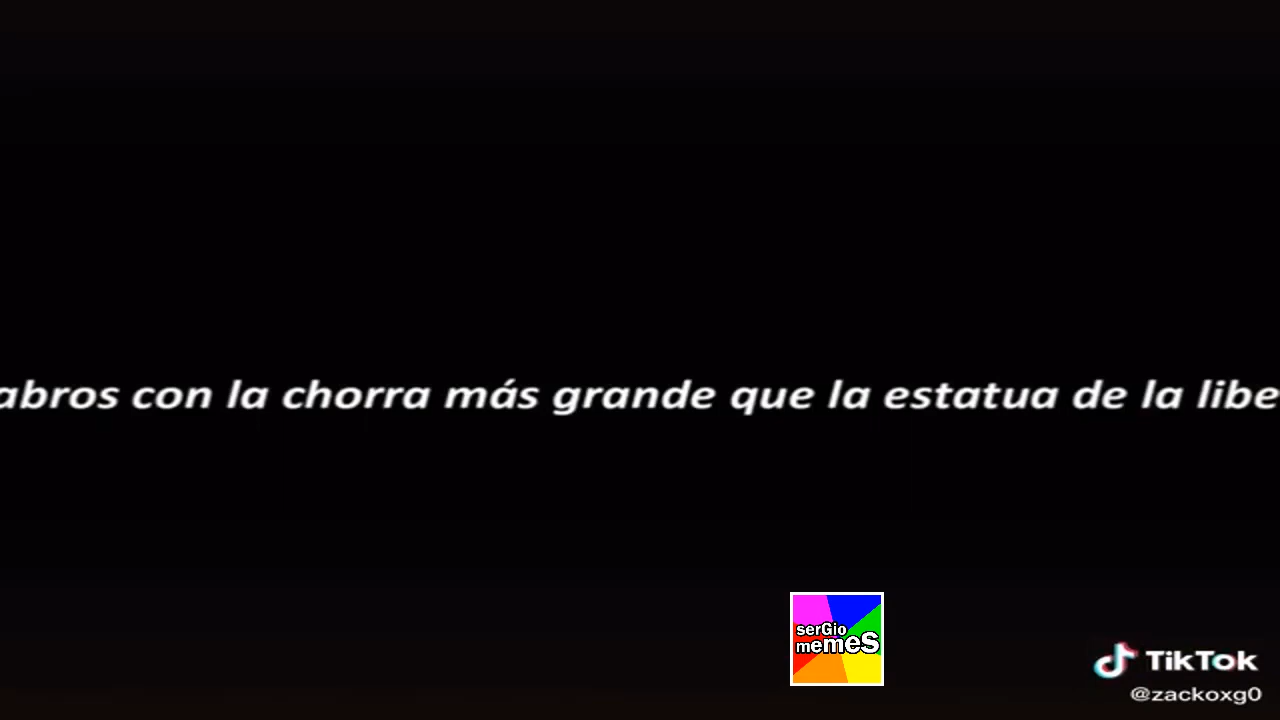 abros con la chorra más grande que la estatua de la libe
serGio
memeS
TikTok
@zackoxg0